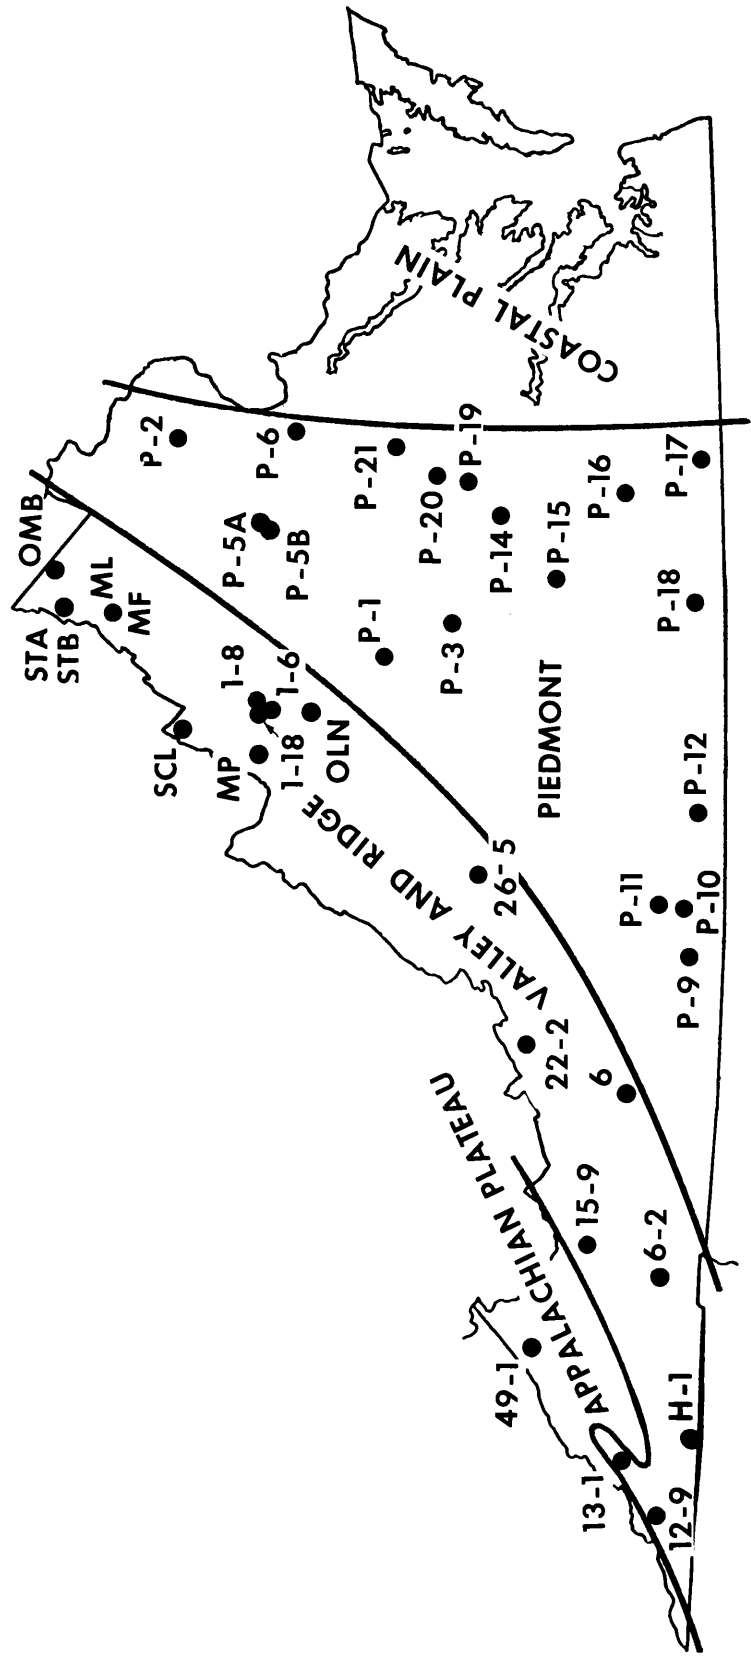 OMB
STA
STB
ML
MF
SCL
MP
1-8
1-6
1-18
OLN
VALLEY AND RIDGE
26-5
22-2
6
15-9
6-2
APPALACHIAN PLATEAU
49-1
13-1
H-1
12-9
P-2
P-6
P-5A
P-5B
P-21
P-20
P-19
P-14
P-15
P-16
P-17
P-18
P-1
P-3
PIEDMONT
P-12
P-11
P-10
P-9
COASTAL PLAIN